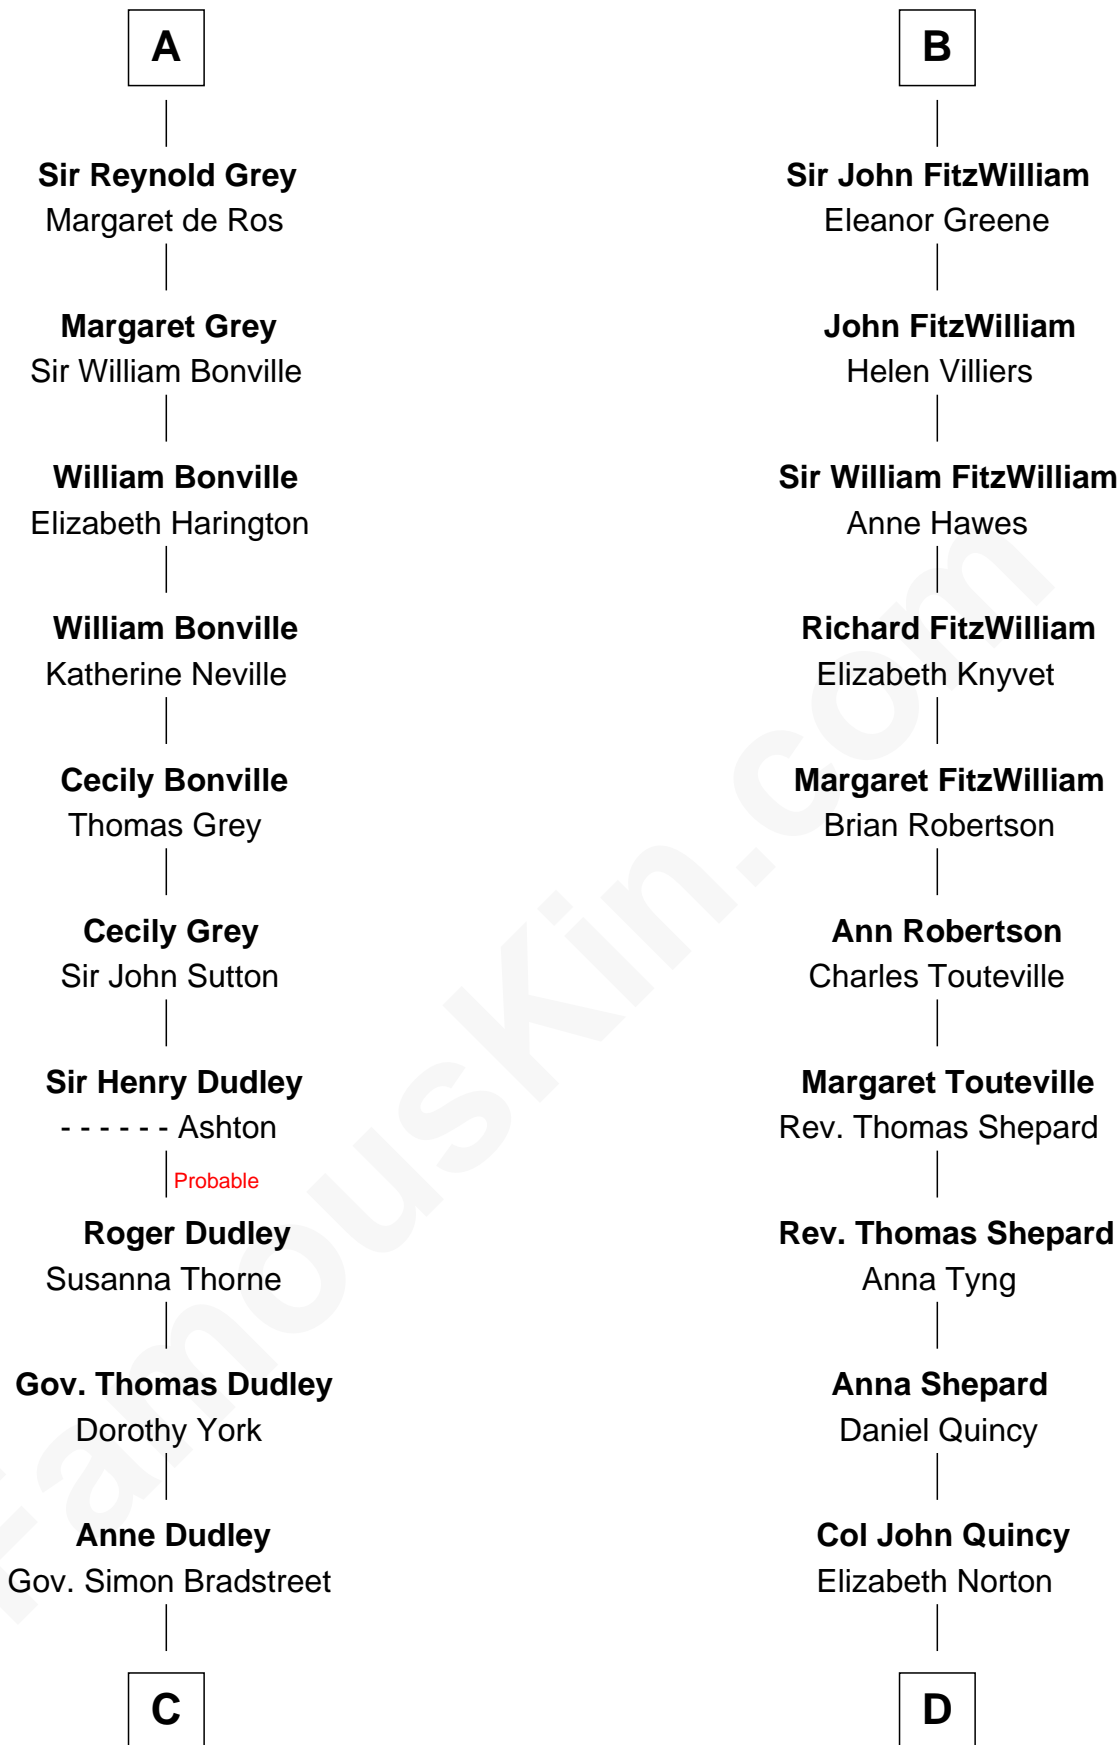 A
Sir Reynold Grey
Margaret de Ros
Margaret Grey
Sir William Bonville
William Bonville
Elizabeth Harington
William Bonville
Katherine Neville
Cecily Bonville
Thomas Grey
Cecily Grey
Sir John Sutton
Sir Henry Dudley
- - - - - - Ashton
Probable
Roger Dudley
Susanna Thorne
Gov. Thomas Dudley
Dorothy York
Anne Dudley
Gov. Simon Bradstreet
C
B
Sir John FitzWilliam
Eleanor Greene
John FitzWilliam
Helen Villiers
Sir William FitzWilliam
Anne Hawes
Richard FitzWilliam
Elizabeth Knyvet
Margaret FitzWilliam
Brian Robertson
Ann Robertson
Charles Touteville
Margaret Touteville
Rev. Thomas Shepard
Rev. Thomas Shepard
Anna Tyng
Anna Shepard
Daniel Quincy
Col John Quincy
Elizabeth Norton
D
FamousKin.com